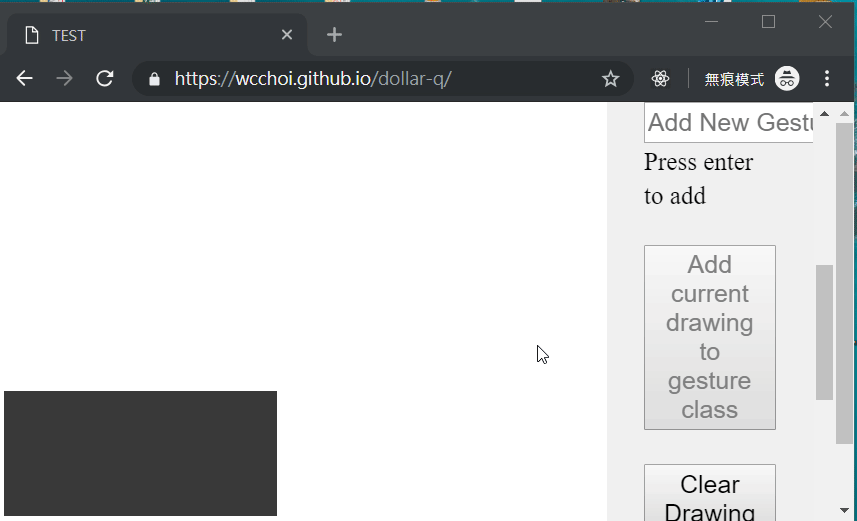 TEST
https://wcchoi.github.io/dollar-q/
無痕模式
Add New Gestu
Press enter
to add
Add
current
drawing
to
gesture
class
Clear
Drawing